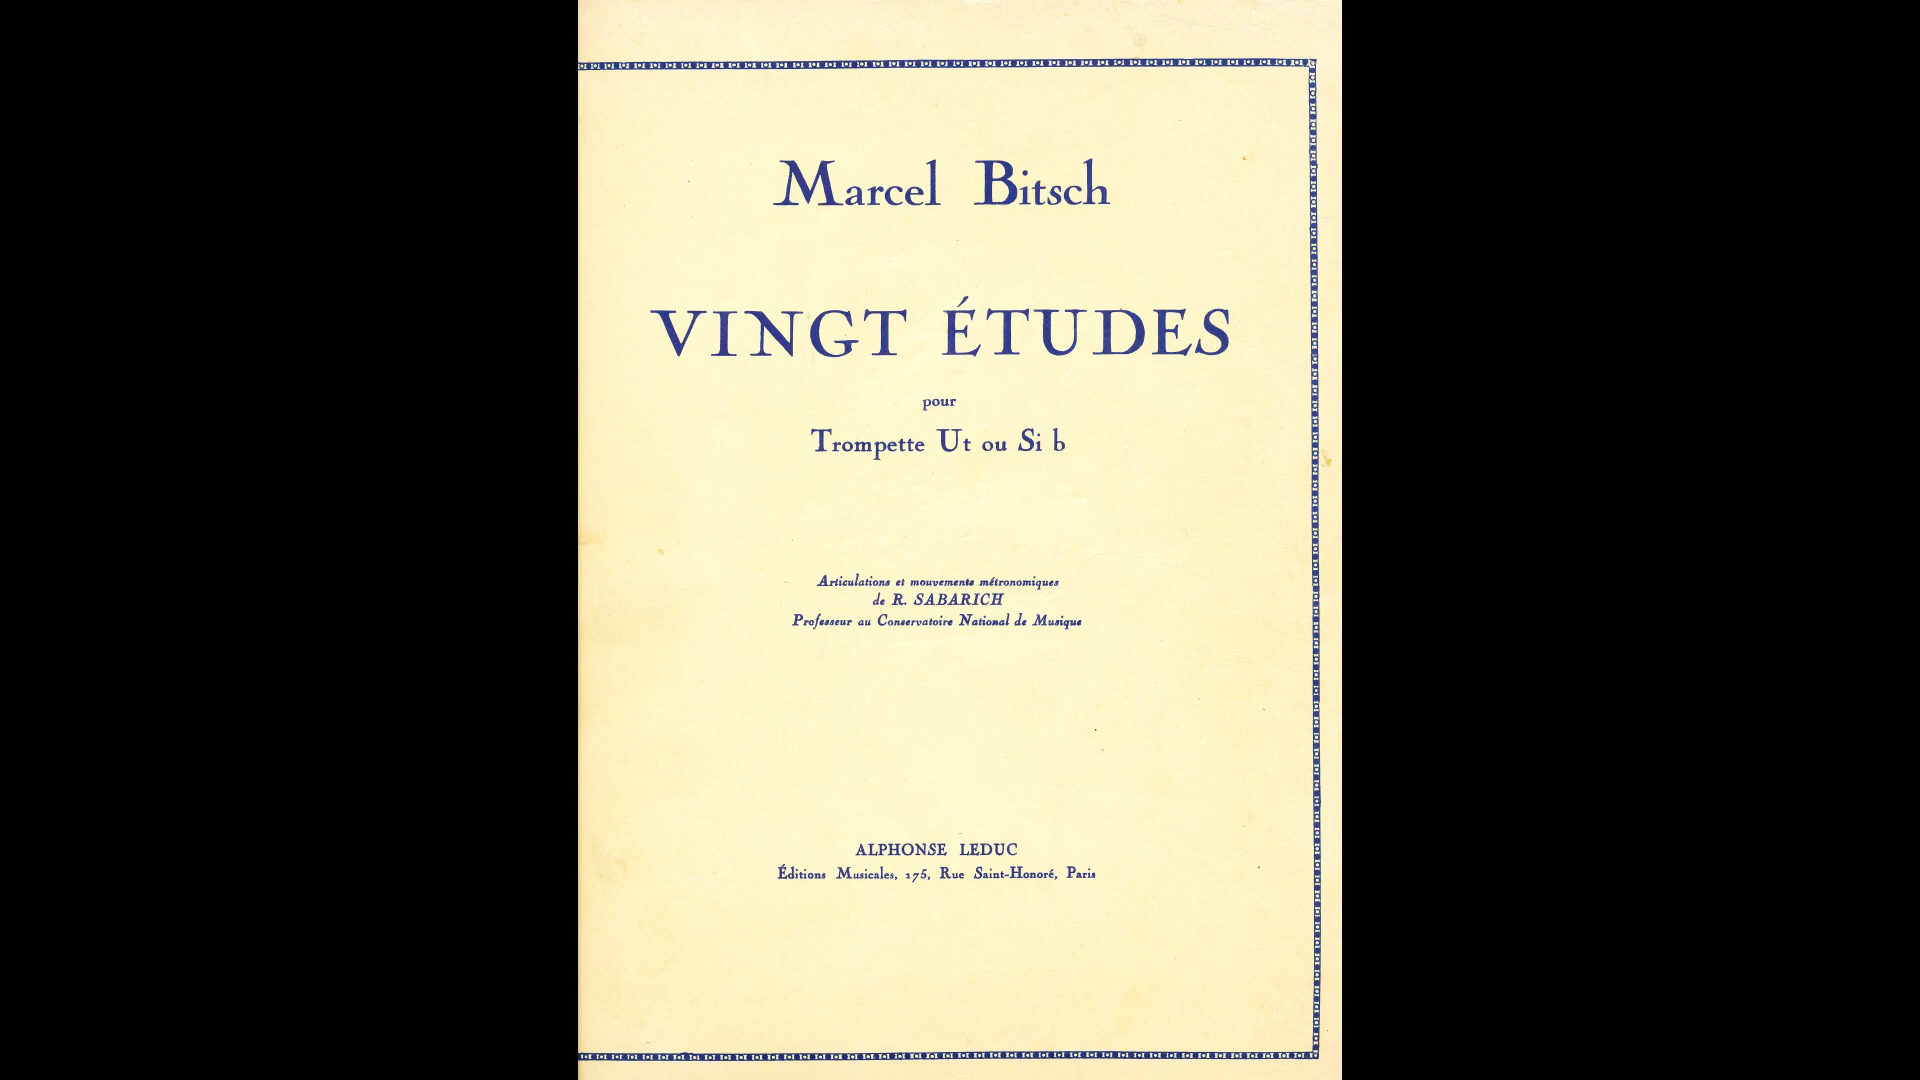 Marcel Bitsch
VINGT ÉTUDES
pour
Trompette Ut ou Si b
Articulations et mouvements métronomiques
de R. SABARICH
Professeur au Conservatoire National de Musique
ALPHONSE LEDUC
Éditions Musicales, 175, Rue Saint-Honoré, Paris